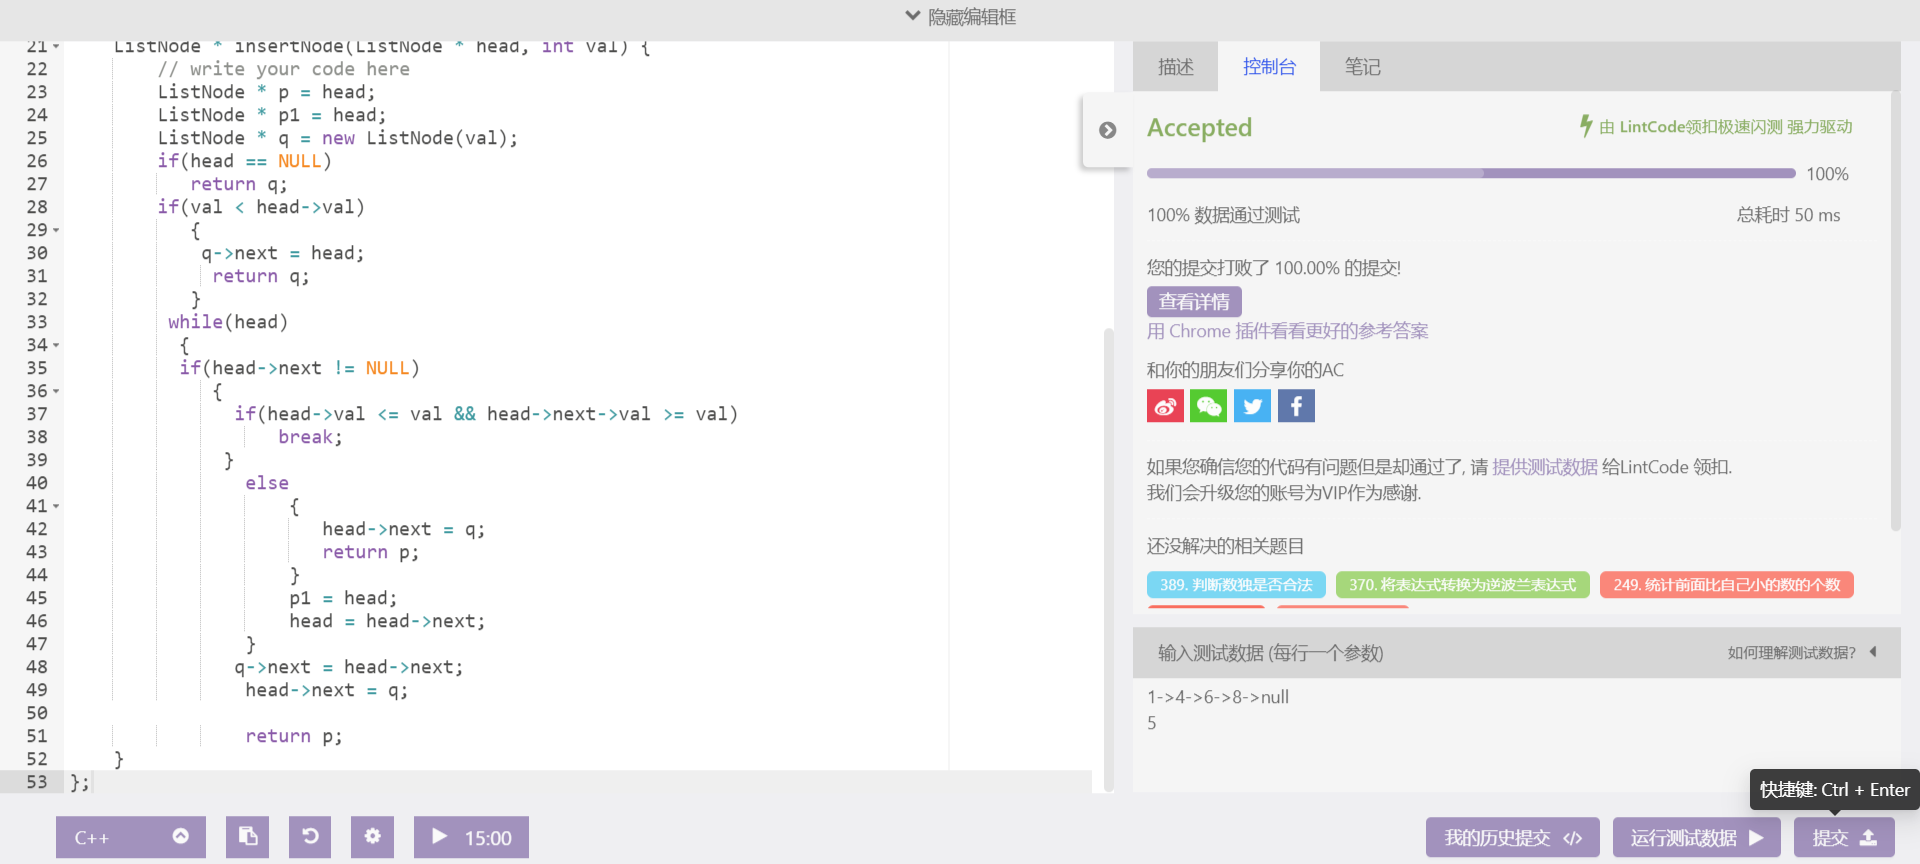 隐藏编辑框
21 ListNode * insertNode(ListNode * head, int val) {
22 // write your code here
23 ListNode * p = head;
24 ListNode * p1 = head;
25 ListNode * q = new ListNode(val);
26 if(head == NULL)
27 return q;
28 if(val < head->val)
29 {
30 q->next = head;
31 return q;
32 }
33 while(head)
34 {
35 if(head->next != NULL)
36 {
37 if(head->val <= val && head->next->val >= val)
38 break;
39 }
40 else
41 {
42 head->next = q;
43 return p;
44 }
45 p1 = head;
46 head = head->next;
47 }
48 q->next = head->next;
49 head->next = q;
50
51 return p;
52 }
53 };
C++
15:00
描述 控制台 笔记
Accepted 由 LintCode领扣极速闪测 强力驱动
100%
100% 数据通过测试 总耗时 50 ms
您的提交打败了 100.00% 的提交!
查看详情
用 Chrome 插件看看更好的参考答案
和你的朋友们分享你的AC
如果您确信您的代码有问题但是却通过了, 请 提供测试数据 给LintCode 领扣.
我们会升级您的账号为VIP作为感谢.
还没解决的相关题目
389. 判断数独是否合法 370. 将表达式转换为逆波兰表达式 249. 统计前面比自己小的数的个数
输入测试数据 (每行一个参数) 如何理解测试数据?
1->4->6->8->null
5
快捷键: Ctrl + Enter
我的历史提交 运行测试数据 提交